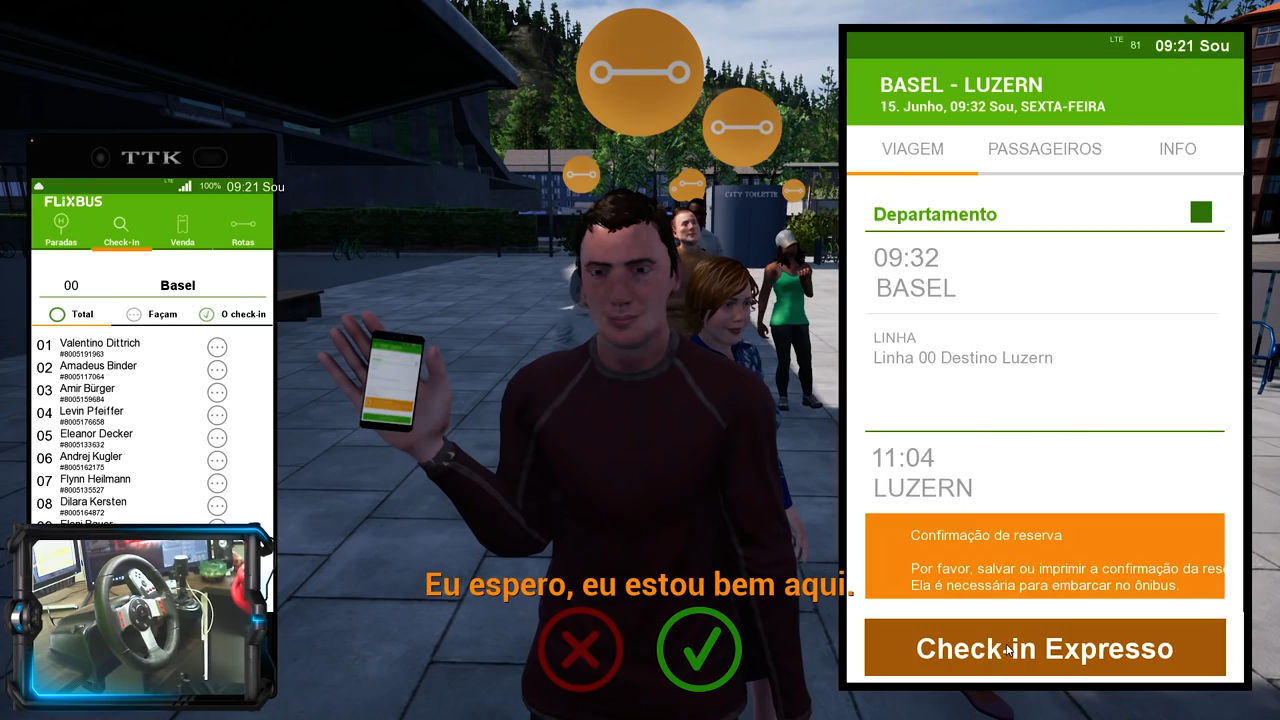 CITY TOILETTE
TTK
LTE 100% 09:21 Sou
FLiXBUS
Paradas Check-In Venda Rotas
00 Basel
Total Façam O check-in
01 Valentino Dittrich
#8005191963
02 Amadeus Binder
#8005117064
03 Amir Bürger
#8005159684
04 Levin Pfeiffer
#8005176658
05 Eleanor Decker
#8005133632
06 Andrej Kugler
#8005162175
07 Flynn Heilmann
#8005135527
08 Dilara Kersten
#8005164872
Eu espero, eu estou bem aqui.
LTE 81 09:21 Sou
BASEL - LUZERN
15. Junho, 09:32 Sou, SEXTA-FEIRA
VIAGEM PASSAGEIROS INFO
Departamento
09:32
BASEL
LINHA
Linha 00 Destino Luzern
11:04
LUZERN
Confirmação de reserva
Por favor, salvar ou imprimir a confirmação da rese
Ela é necessária para embarcar no ônibus.
Check-in Expresso